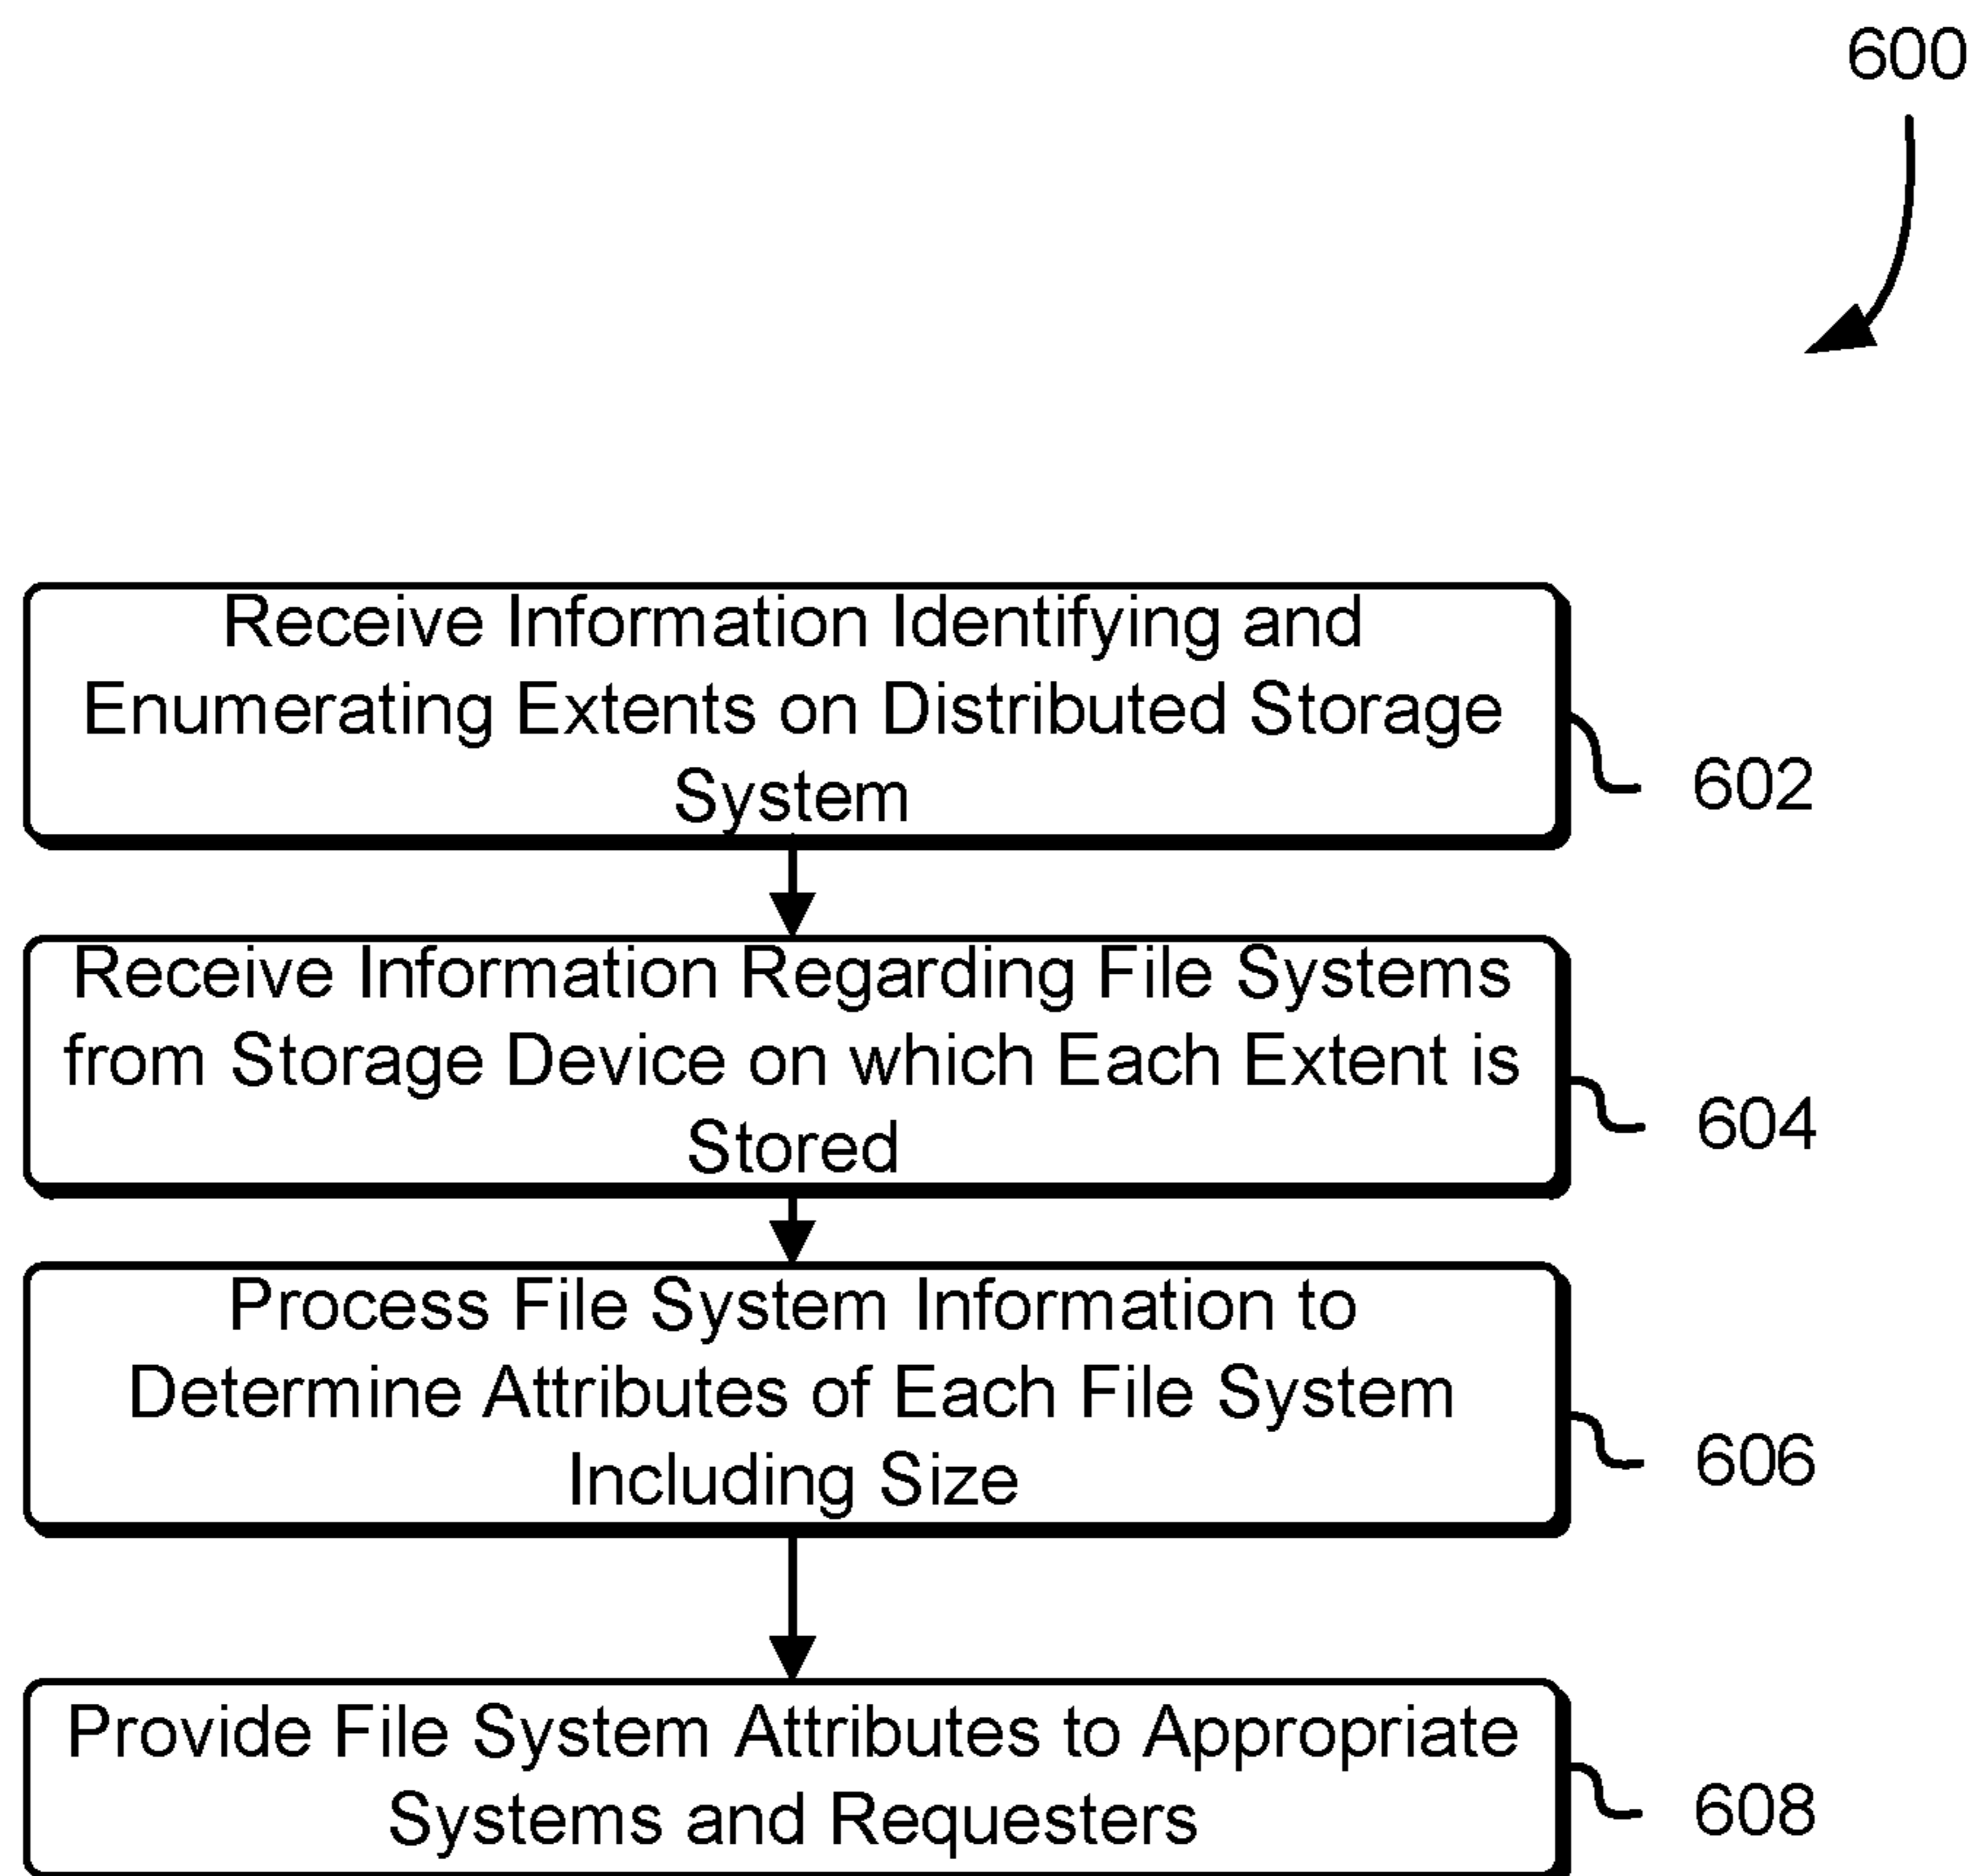 600
Receive Information Identifying and
Enumerating Extents on Distributed Storage
System
602
Receive Information Regarding File Systems
from Storage Device on which Each Extent is
Stored
604
Process File System Information to
Determine Attributes of Each File System
Including Size
606
Provide File System Attributes to Appropriate
Systems and Requesters
608